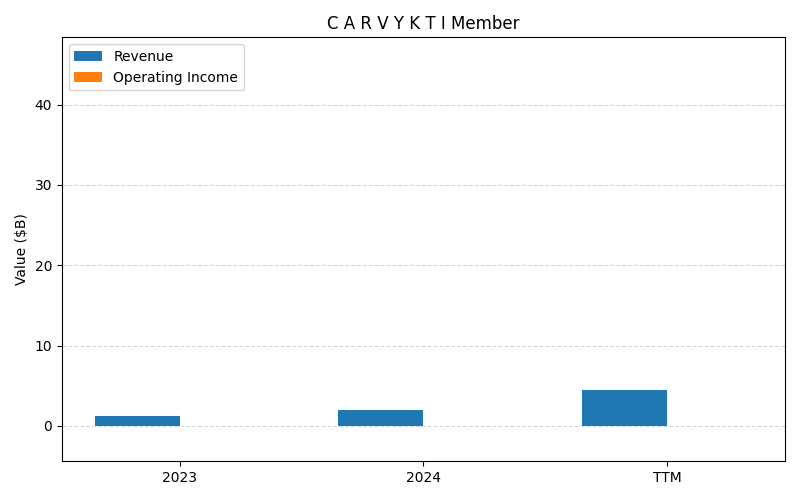 C A R V Y K T I Member
Revenue
Operating Income
Value ($B)
40
30
20
10
0
2023
2024
TTM